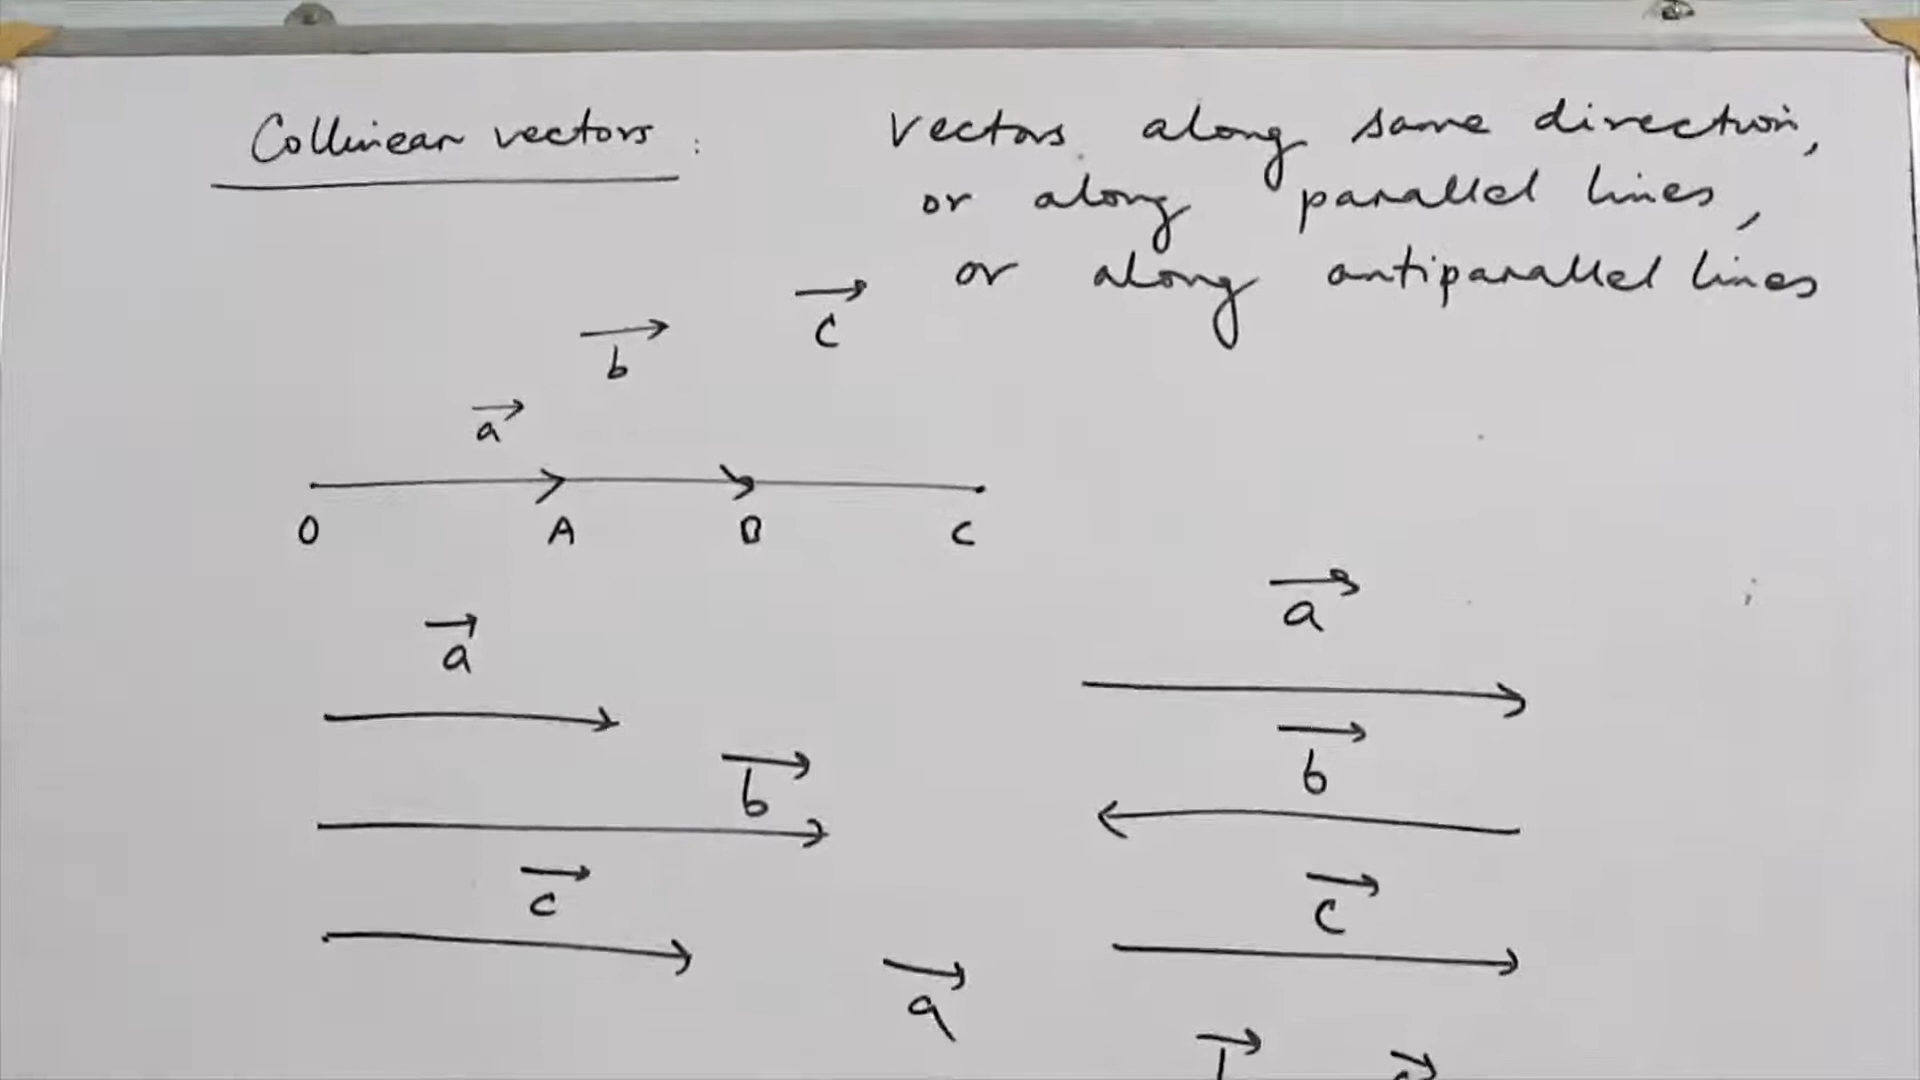 Collinear vectors : vectors along same direction,
or along parallel lines,
or along antiparallel lines
c
b
a
O A B C
a
a
b
b
c
c
a